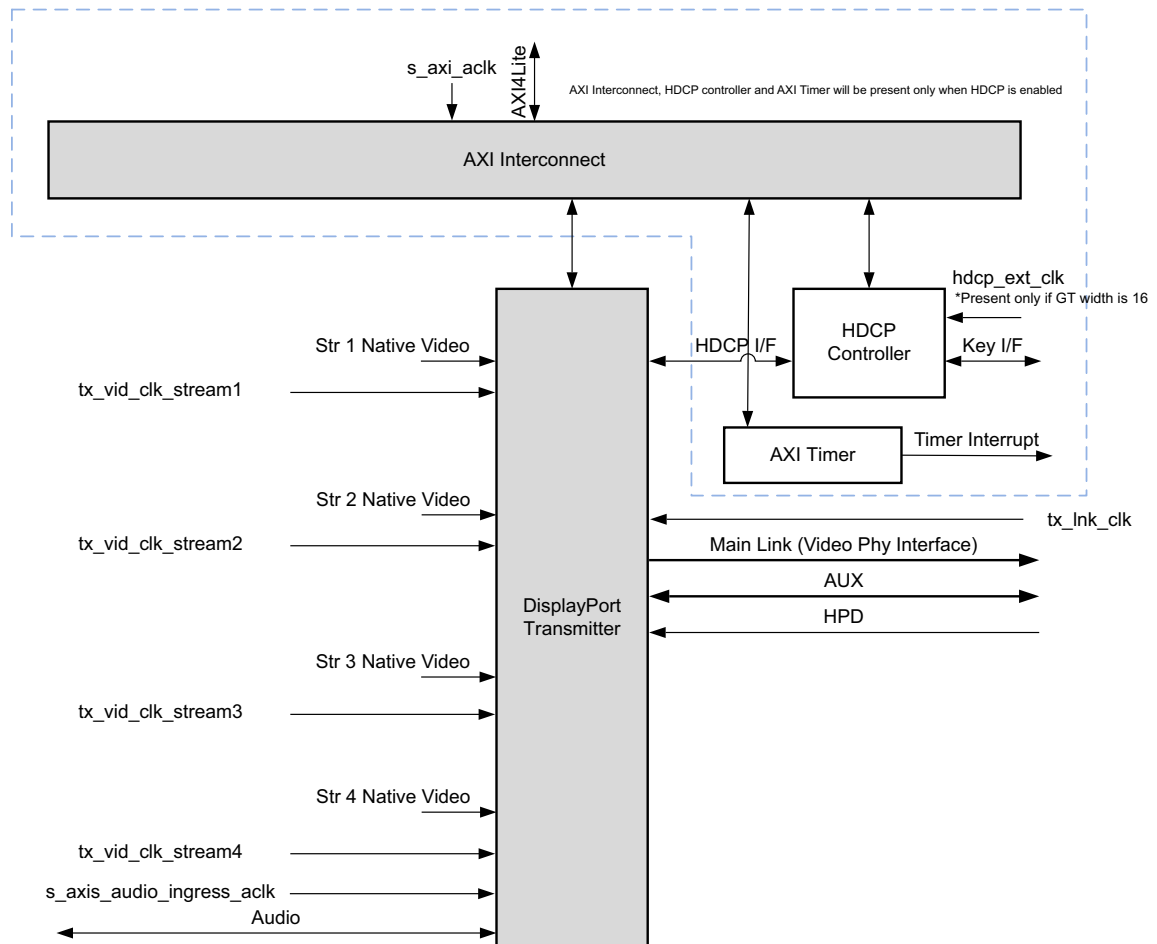 s_axi_aclk
AXI4Lite
AXI Interconnect, HDCP controller and AXI Timer will be present only when HDCP is enabled
AXI Interconnect
hdcp_ext_clk
*Present only if GT width is 16
HDCP
Controller
Str 1 Native Video
HDCP I/F
Key I/F
tx_vid_clk_stream1
Timer Interrupt
AXI Timer
Str 2 Native Video
tx_lnk_clk
tx_vid_clk_stream2
Main Link (Video Phy Interface)
AUX
DisplayPort
Transmitter
HPD
Str 3 Native Video
tx_vid_clk_stream3
Str 4 Native Video
tx_vid_clk_stream4
s_axis_audio_ingress_aclk
Audio